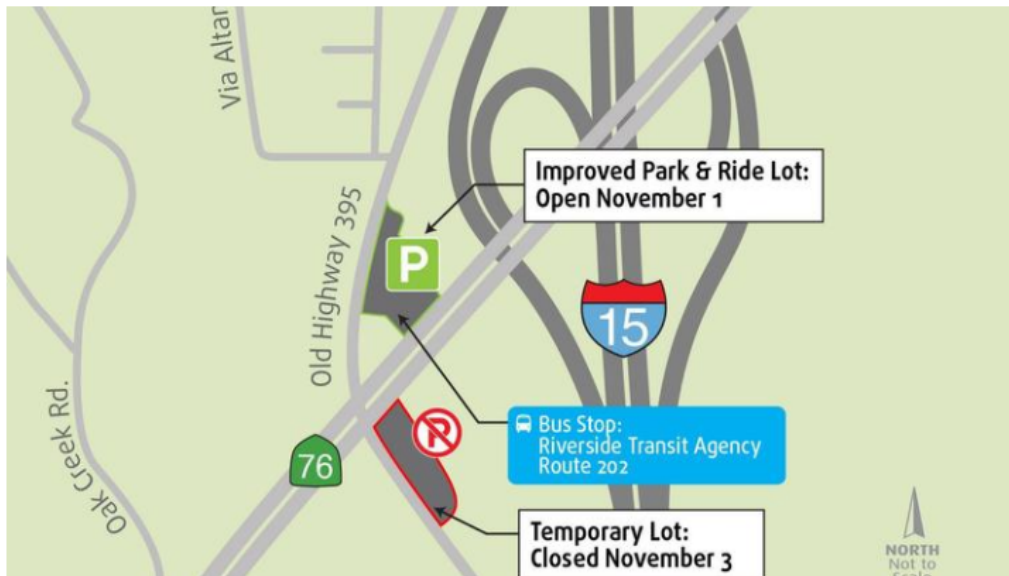 Via Altar
Improved Park & Ride Lot:
Open November 1
Old Highway 395
P
15
Oak Creek Rd.
P
Bus Stop:
Riverside Transit Agency
Route 202
76
Temporary Lot:
Closed November 3
NORTH
Not to
Scale